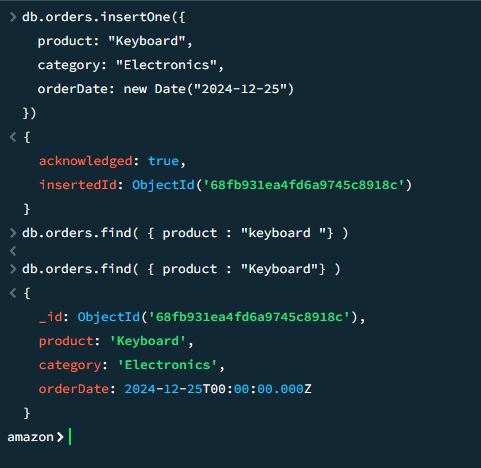 > db.orders.insertOne({
product: "Keyboard",
category: "Electronics",
orderDate: new Date("2024-12-25")
})
< {
acknowledged: true,
insertedId: ObjectId('68fb931ea4fd6a9745c8918c')
}
> db.orders.find( { product : "keyboard "} )
<
> db.orders.find( { product : "Keyboard"} )
< {
_id: ObjectId('68fb931ea4fd6a9745c8918c'),
product: 'Keyboard',
category: 'Electronics',
orderDate: 2024-12-25T00:00:00.000Z
}
amazon>